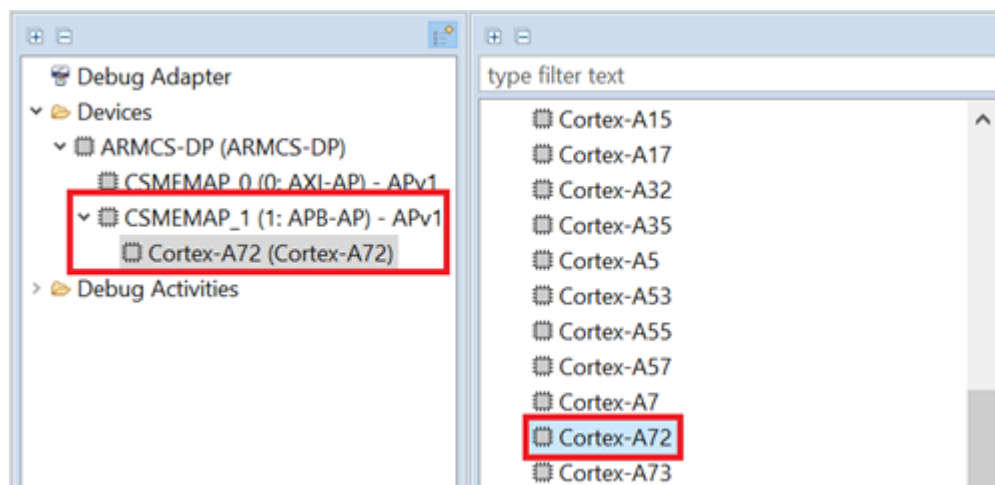 Debug Adapter
Devices
ARMCS-DP (ARMCS-DP)
CSMEMAP_0 (0: AXI-AP) - APv1
CSMEMAP_1 (1: APB-AP) - APv1
Cortex-A72 (Cortex-A72)
Debug Activities
type filter text
Cortex-A15
Cortex-A17
Cortex-A32
Cortex-A35
Cortex-A5
Cortex-A53
Cortex-A55
Cortex-A57
Cortex-A7
Cortex-A72
Cortex-A73